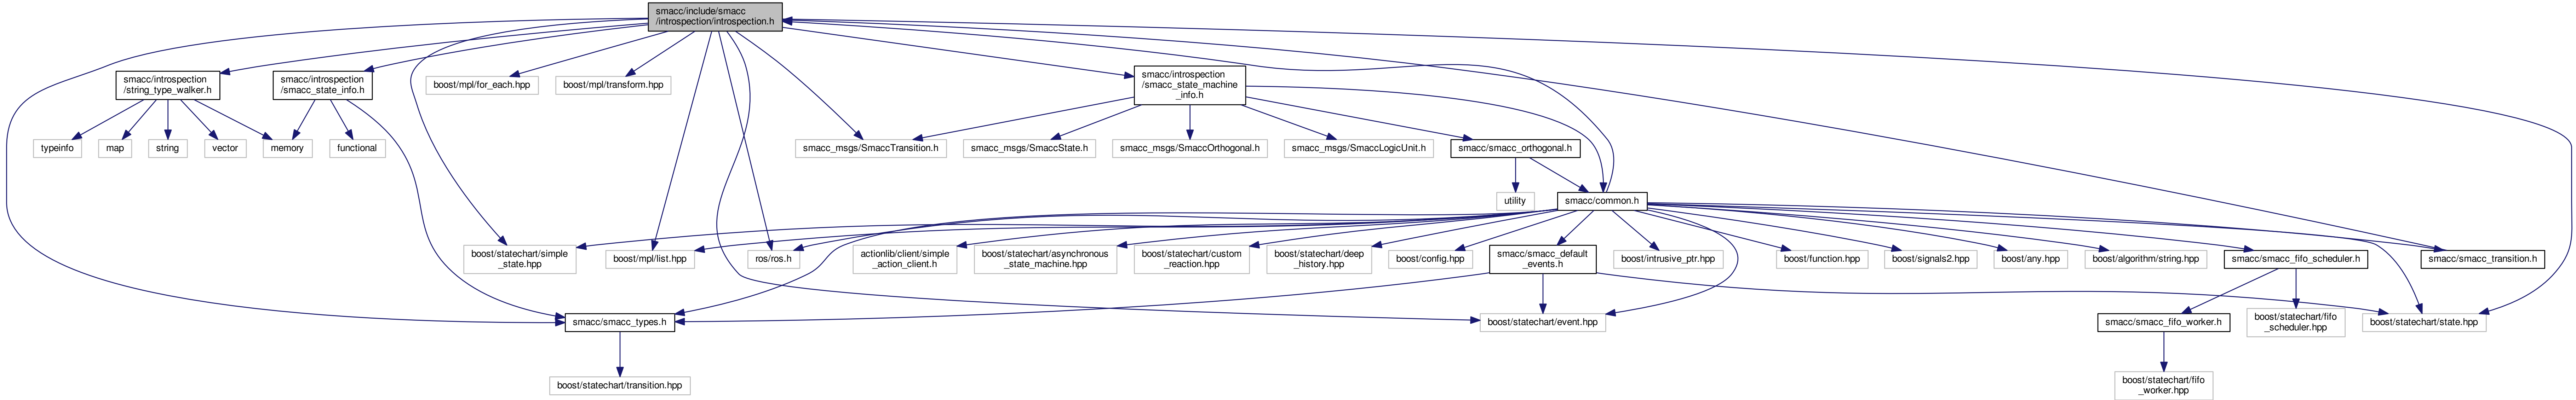 smacc/include/smacc
/introspection/introspection.h
smacc/introspection
/string_type_walker.h
smacc/introspection
/smacc_state_info.h
boost/mpl/for_each.hpp
boost/mpl/transform.hpp
smacc/introspection
/smacc_state_machine
_info.h
typeinfo
map
string
vector
memory
functional
smacc_msgs/SmaccTransition.h
smacc_msgs/SmaccState.h
smacc_msgs/SmaccOrthogonal.h
smacc_msgs/SmaccLogicUnit.h
smacc/smacc_orthogonal.h
utility
smacc/common.h
boost/statechart/simple
_state.hpp
boost/mpl/list.hpp
ros/ros.h
actionlib/client/simple
_action_client.h
boost/statechart/asynchronous
_state_machine.hpp
boost/statechart/custom
_reaction.hpp
boost/statechart/deep
_history.hpp
boost/config.hpp
smacc/smacc_default
_events.h
boost/intrusive_ptr.hpp
boost/function.hpp
boost/signals2.hpp
boost/any.hpp
boost/algorithm/string.hpp
smacc/smacc_fifo_scheduler.h
smacc/smacc_transition.h
smacc/smacc_types.h
boost/statechart/event.hpp
smacc/smacc_fifo_worker.h
boost/statechart/fifo
_scheduler.hpp
boost/statechart/state.hpp
boost/statechart/transition.hpp
boost/statechart/fifo
_worker.hpp